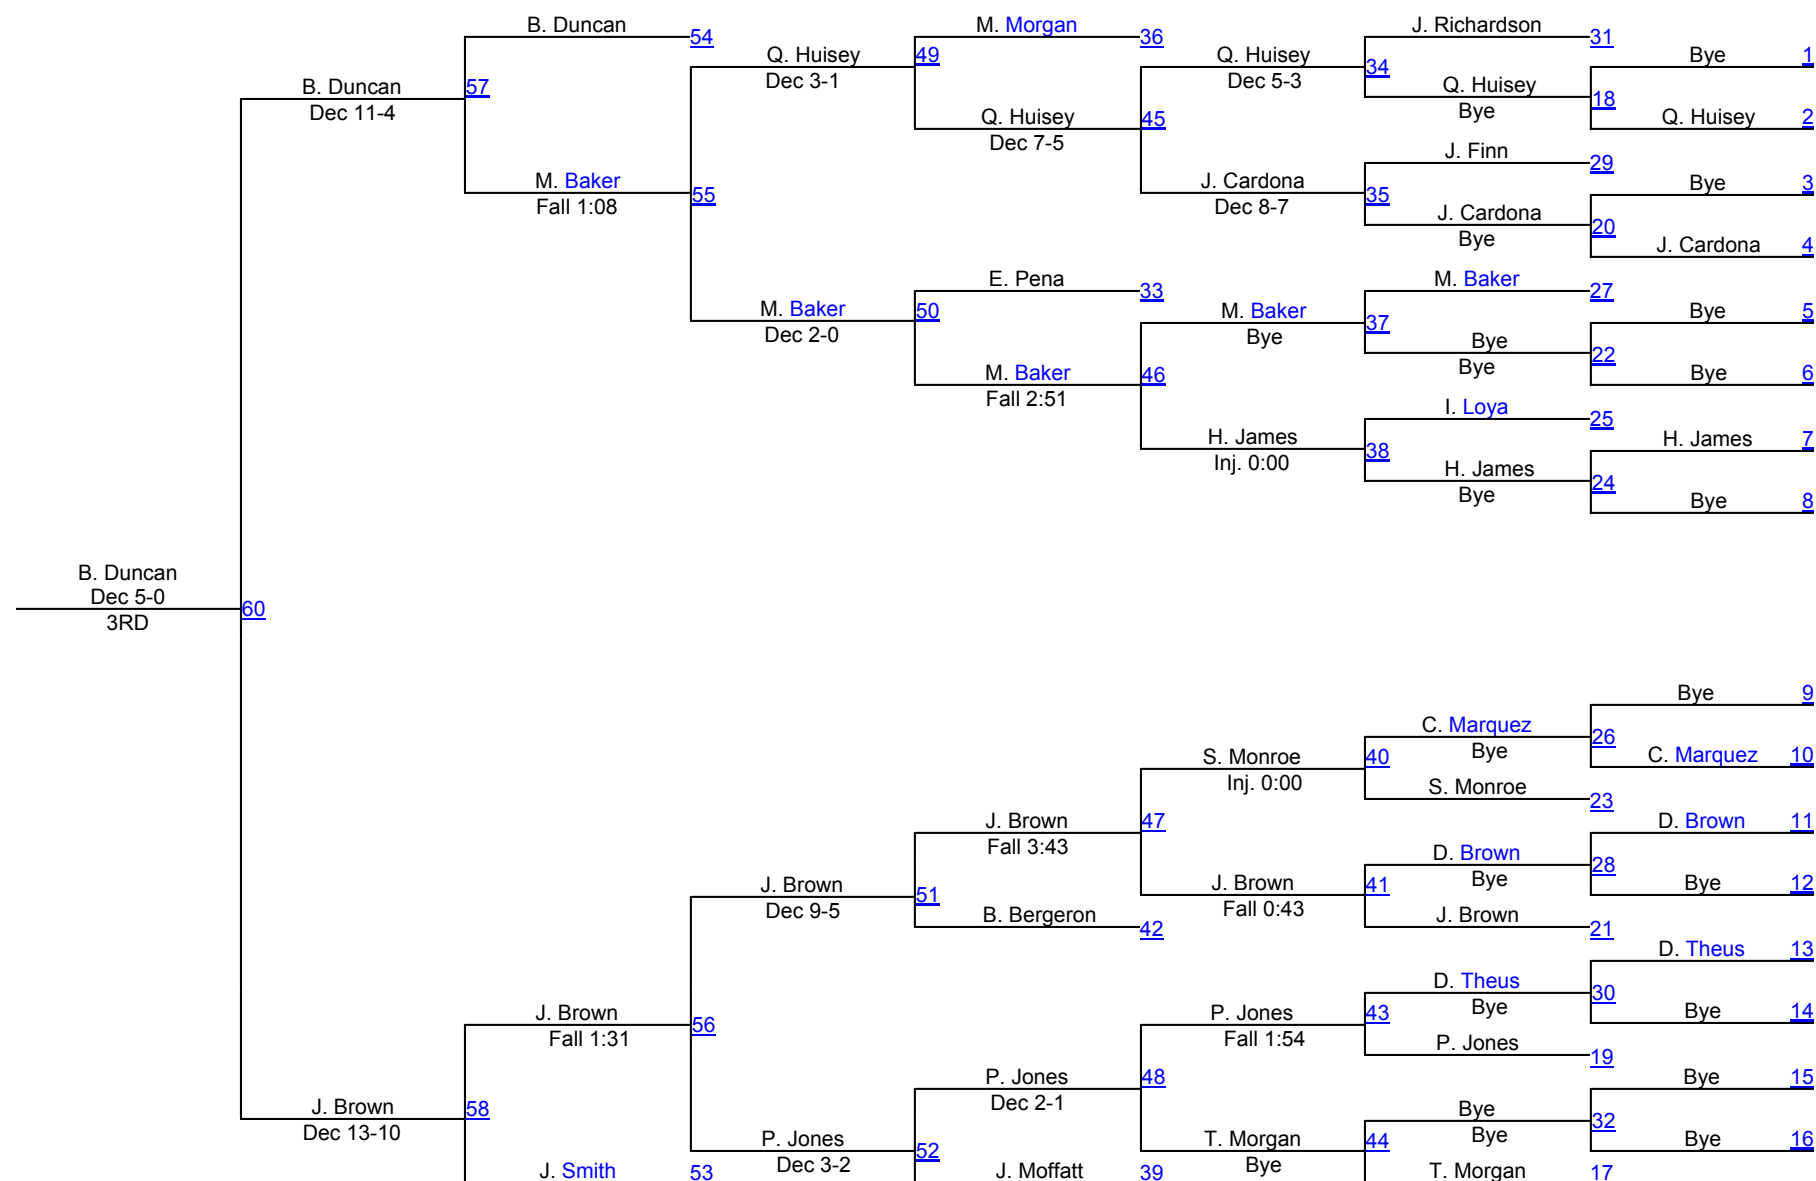 B. Duncan 54
M. Morgan 36
J. Richardson 31
Q. Huisey 49
Q. Huisey 34
Bye 1
Dec 3-1
Dec 5-3
B. Duncan 57
Q. Huisey 18
Dec 11-4
Bye
Q. Huisey 45
Q. Huisey 2
Dec 7-5
J. Finn 29
M. Baker 55
J. Cardona 35
Bye 3
Fall 1:08
Dec 8-7
J. Cardona 20
Bye
J. Cardona 4
E. Pena 33
M. Baker 27
M. Baker 50
M. Baker 37
Bye 5
Dec 2-0
Bye
Bye 22
Bye
M. Baker 46
Bye 6
Fall 2:51
I. Loya 25
H. James 38
H. James 7
Inj. 0:00
H. James 24
Bye
Bye 8
B. Duncan
Dec 5-0
60
3RD
Bye 9
C. Marquez 26
Bye
S. Monroe 40
C. Marquez 10
Inj. 0:00
S. Monroe 23
J. Brown 47
D. Brown 11
Fall 3:43
D. Brown 28
Bye
J. Brown 51
J. Brown 41
Bye 12
Dec 9-5
Fall 0:43
B. Bergeron 42
J. Brown 21
D. Theus 13
D. Theus 30
Bye
J. Brown 56
P. Jones 43
Bye 14
Fall 1:31
Fall 1:54
P. Jones 19
P. Jones 48
Bye 15
Dec 2-1
J. Brown 58
Bye 32
Dec 13-10
Bye
P. Jones 52
T. Morgan 44
Bye 16
Dec 3-2
Bye
J. Smith 53
J. Moffatt 39
T. Morgan 17